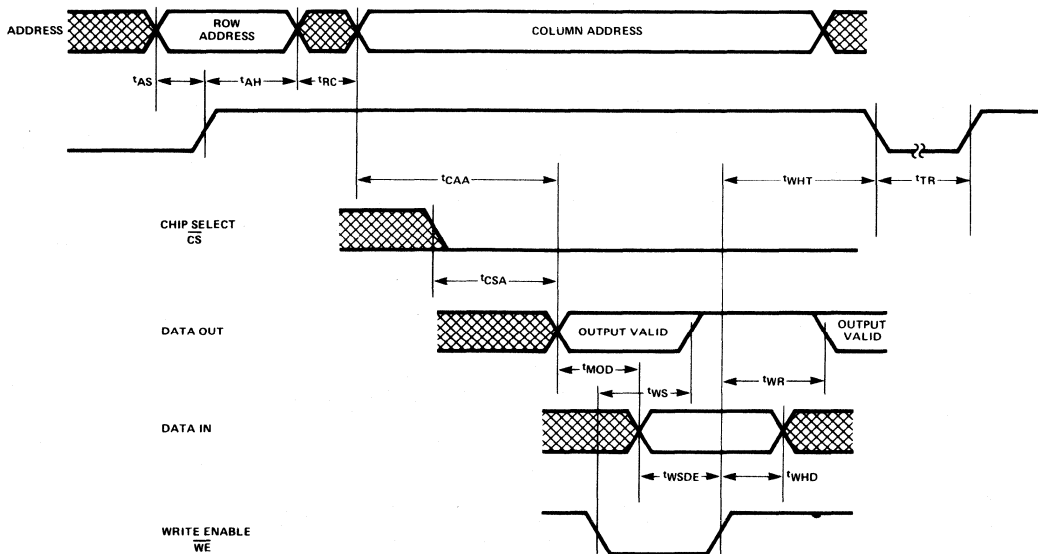 ADDRESS
ROW
ADDRESS
COLUMN ADDRESS
tAS
tAH
tRC
tCAA
tWHT
tTR
CHIP SELECT
CS
tCSA
DATA OUT
OUTPUT VALID
OUTPUT
VALID
tMOD
tWS
tWR
DATA IN
tWSDE
tWHD
WRITE ENABLE
WE